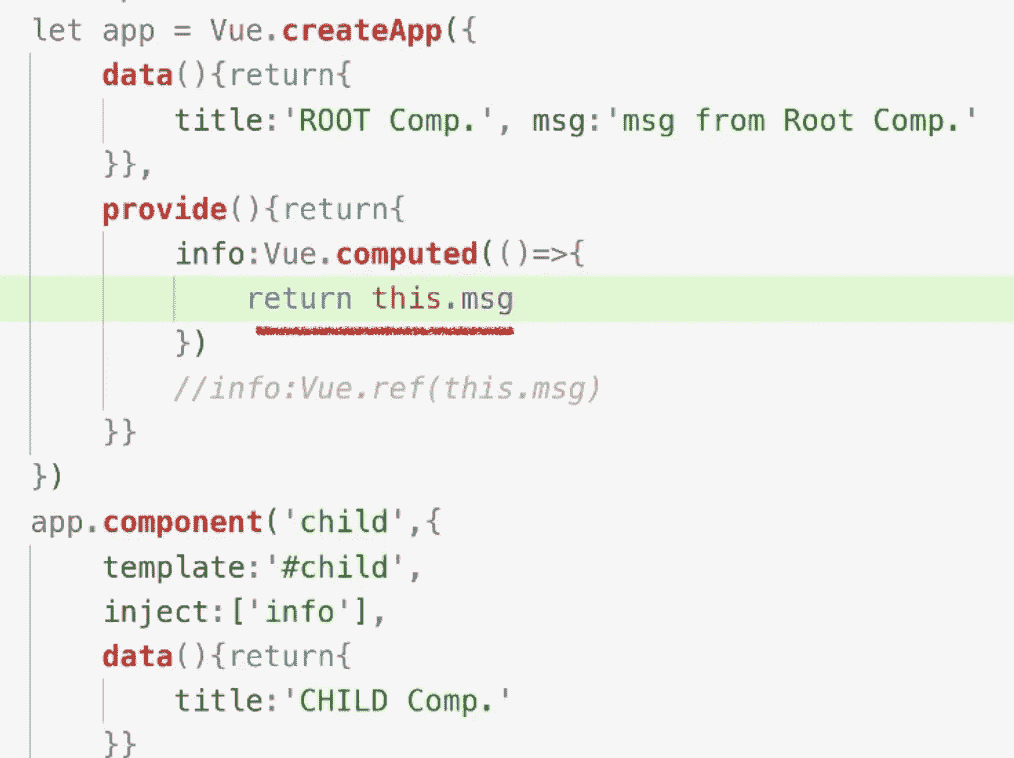 let app = Vue.createApp({
data(){return{
title:'ROOT Comp.', msg:'msg from Root Comp.'
}},
provide(){return{
info:Vue.computed(()=>{
return this.msg
})
//info:Vue.ref(this.msg)
}}
})
app.component('child',{
template:'#child',
inject:['info'],
data(){return{
title:'CHILD Comp.'
}}